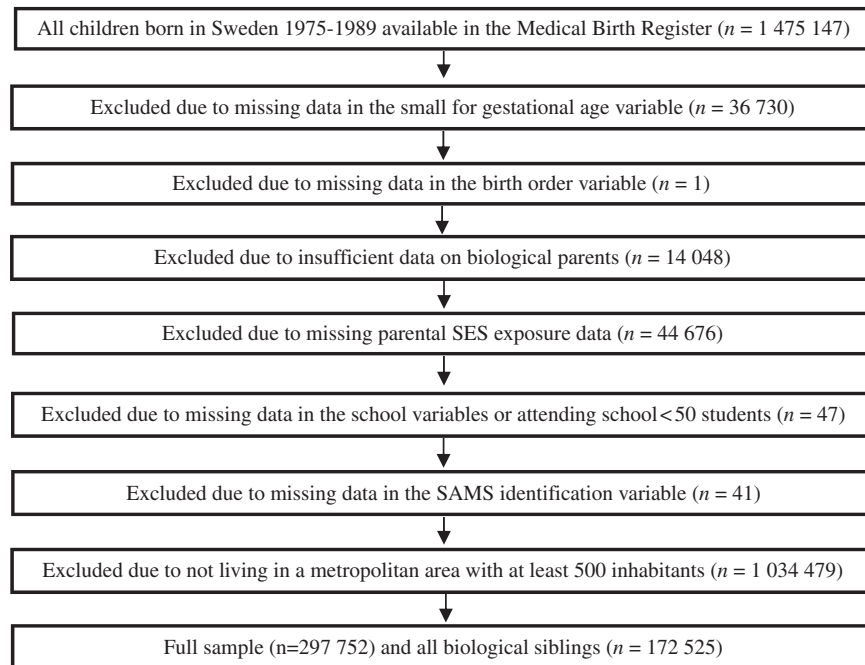 All children born in Sweden 1975-1989 available in the Medical Birth Register (n = 1 475 147)
Excluded due to missing data in the small for gestational age variable (n = 36 730)
Excluded due to missing data in the birth order variable (n = 1)
Excluded due to insufficient data on biological parents (n = 14 048)
Excluded due to missing parental SES exposure data (n = 44 676)
Excluded due to missing data in the school variables or attending school<50 students (n = 47)
Excluded due to missing data in the SAMS identification variable (n = 41)
Excluded due to not living in a metropolitan area with at least 500 inhabitants (n = 1 034 479)
Full sample (n=297 752) and all biological siblings (n = 172 525)